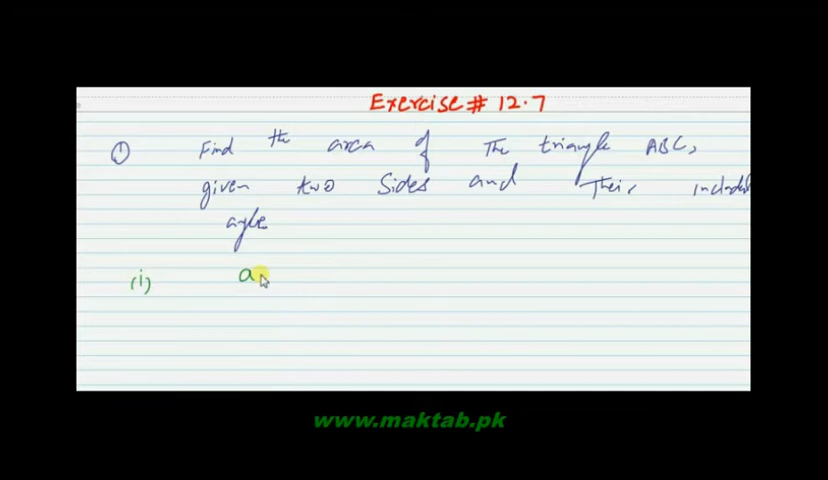 Exercise # 12.7
(1) Find the area of The triangle ABC,
given two Sides and Their included
angles
(i) a
www.maktab.pk